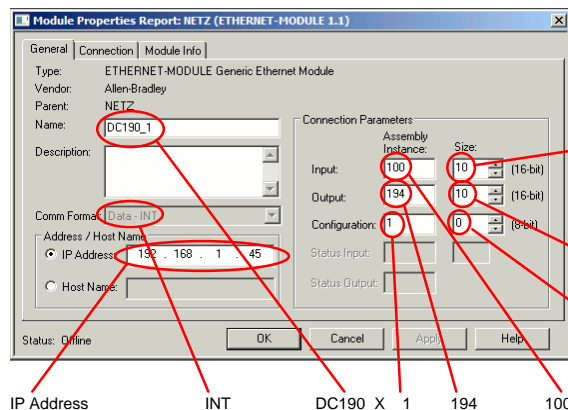 Module Properties Report: NETZ (ETHERNET-MODULE 1.1)
General Connection Module Info
Type: ETHERNET-MODULE Generic Ethernet Module
Vendor: Allen-Bradley
Parent: NETZ
Name: DC190_1
Description:
Comm Format: Data - INT
Address / Host Name
IP Address: 192 . 168 . 1 . 45
Host Name:
Connection Parameters
Assembly
Instance: Size:
Input: 100 10 (16-bit)
Output: 194 10 (16-bit)
Configuration: 1 0 (8-bit)
Status Input:
Status Output:
Status: Offline OK Cancel Apply Help
IP Address INT DC190_X 1 194 100